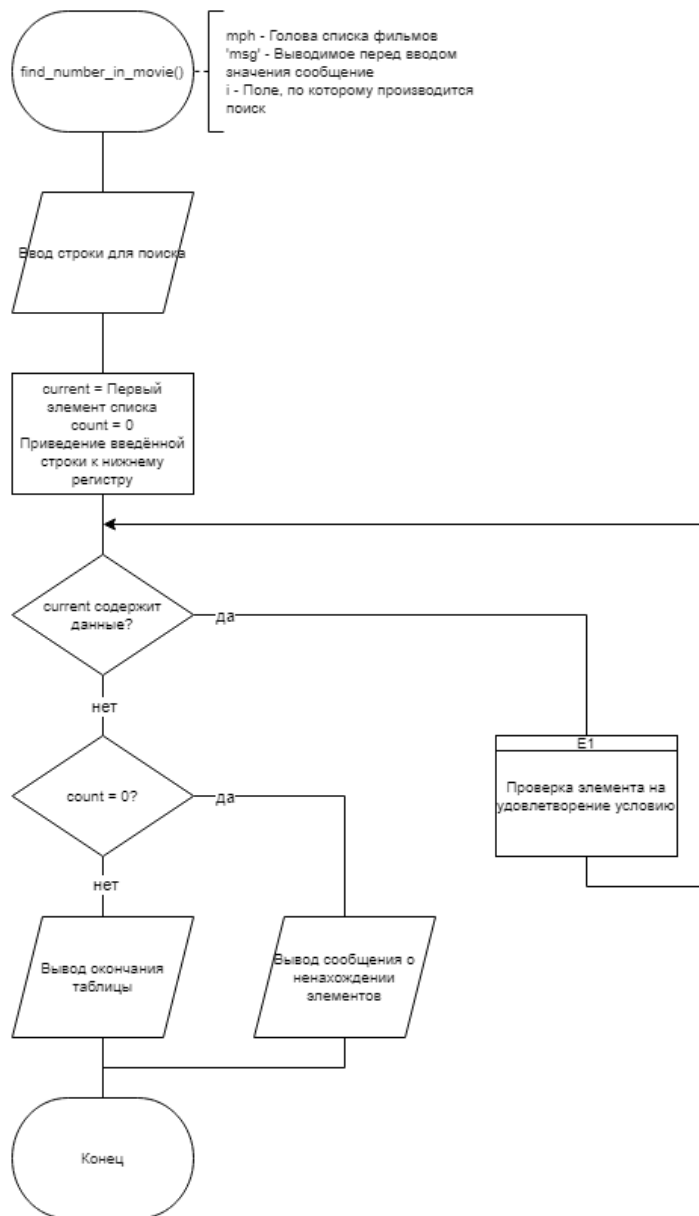 find_number_in_movie()
mph - Голова списка фильмов
'msg' - Выводимое перед вводом
значения сообщение
i - Поле, по которому производится
поиск
Ввод строки для поиска
current = Первый
элемент списка
count = 0
Приведение введённой
строки к нижнему
регистру
current содержит
данные?
да
нет
E1
Проверка элемента на
удовлетворение условию
count = 0?
да
нет
Вывод окончания
таблицы
Вывод сообщения о
ненахождении
элементов
Конец